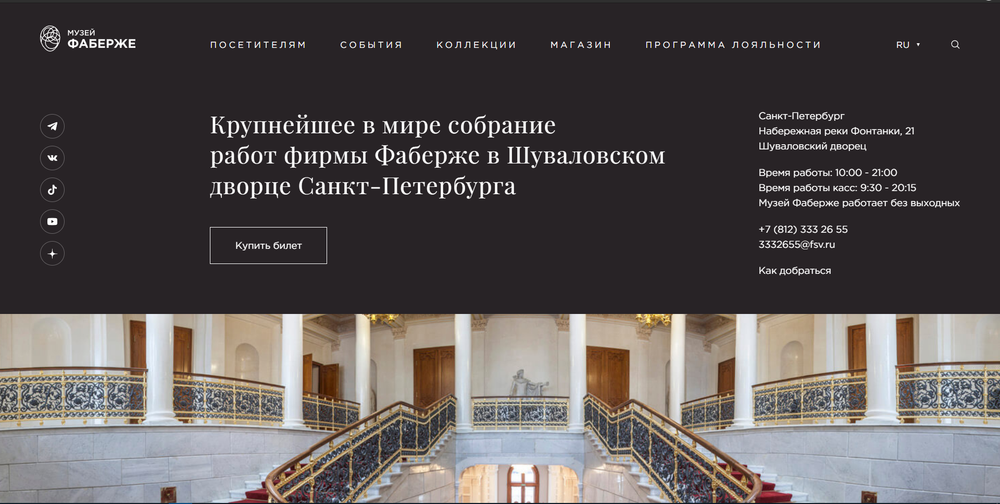 МУЗЕЙ
ФАБЕРЖЕ
ПОСЕТИТЕЛЯМ
СОБЫТИЯ
КОЛЛЕКЦИИ
МАГАЗИН
ПРОГРАММА ЛОЯЛЬНОСТИ
RU
Крупнейшее в мире собрание
работ фирмы Фаберже в Шуваловском
дворце Санкт-Петербурга
Купить билет
Санкт-Петербург
Набережная реки Фонтанки, 21
Шуваловский дворец
Время работы: 10:00 - 21:00
Время работы касс: 9:30 - 20:15
Музей Фаберже работает без выходных
+7 (812) 333 26 55
3332655@fsv.ru
Как добраться